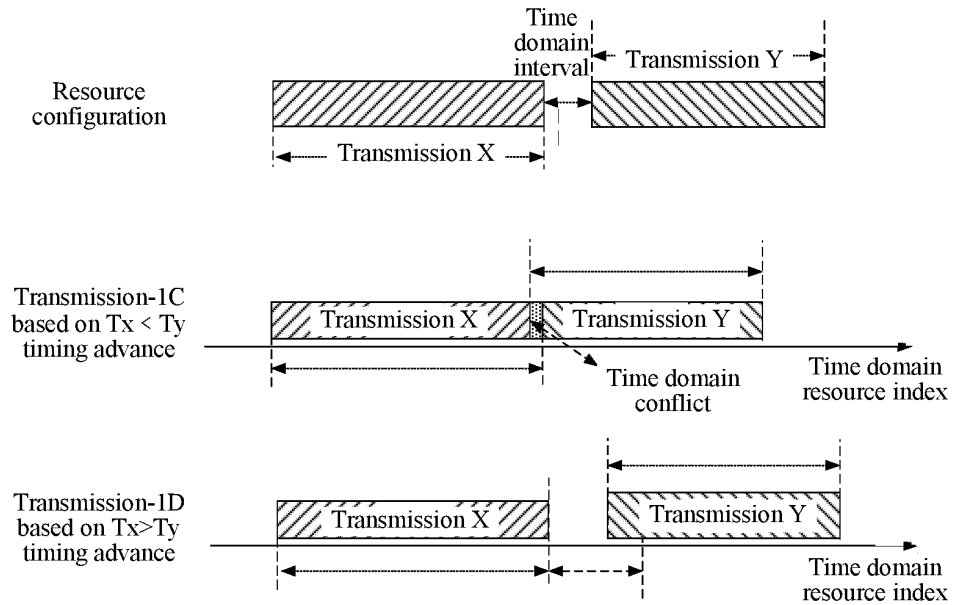 Time
domain
interval
Transmission Y
Resource
configuration
Transmission X
Transmission-1C
based on Tx < Ty
timing advance
Transmission X
Transmission Y
Time domain
conflict
Time domain
resource index
Transmission-1D
based on Tx>Ty
timing advance
Transmission X
Transmission Y
Time domain
resource index